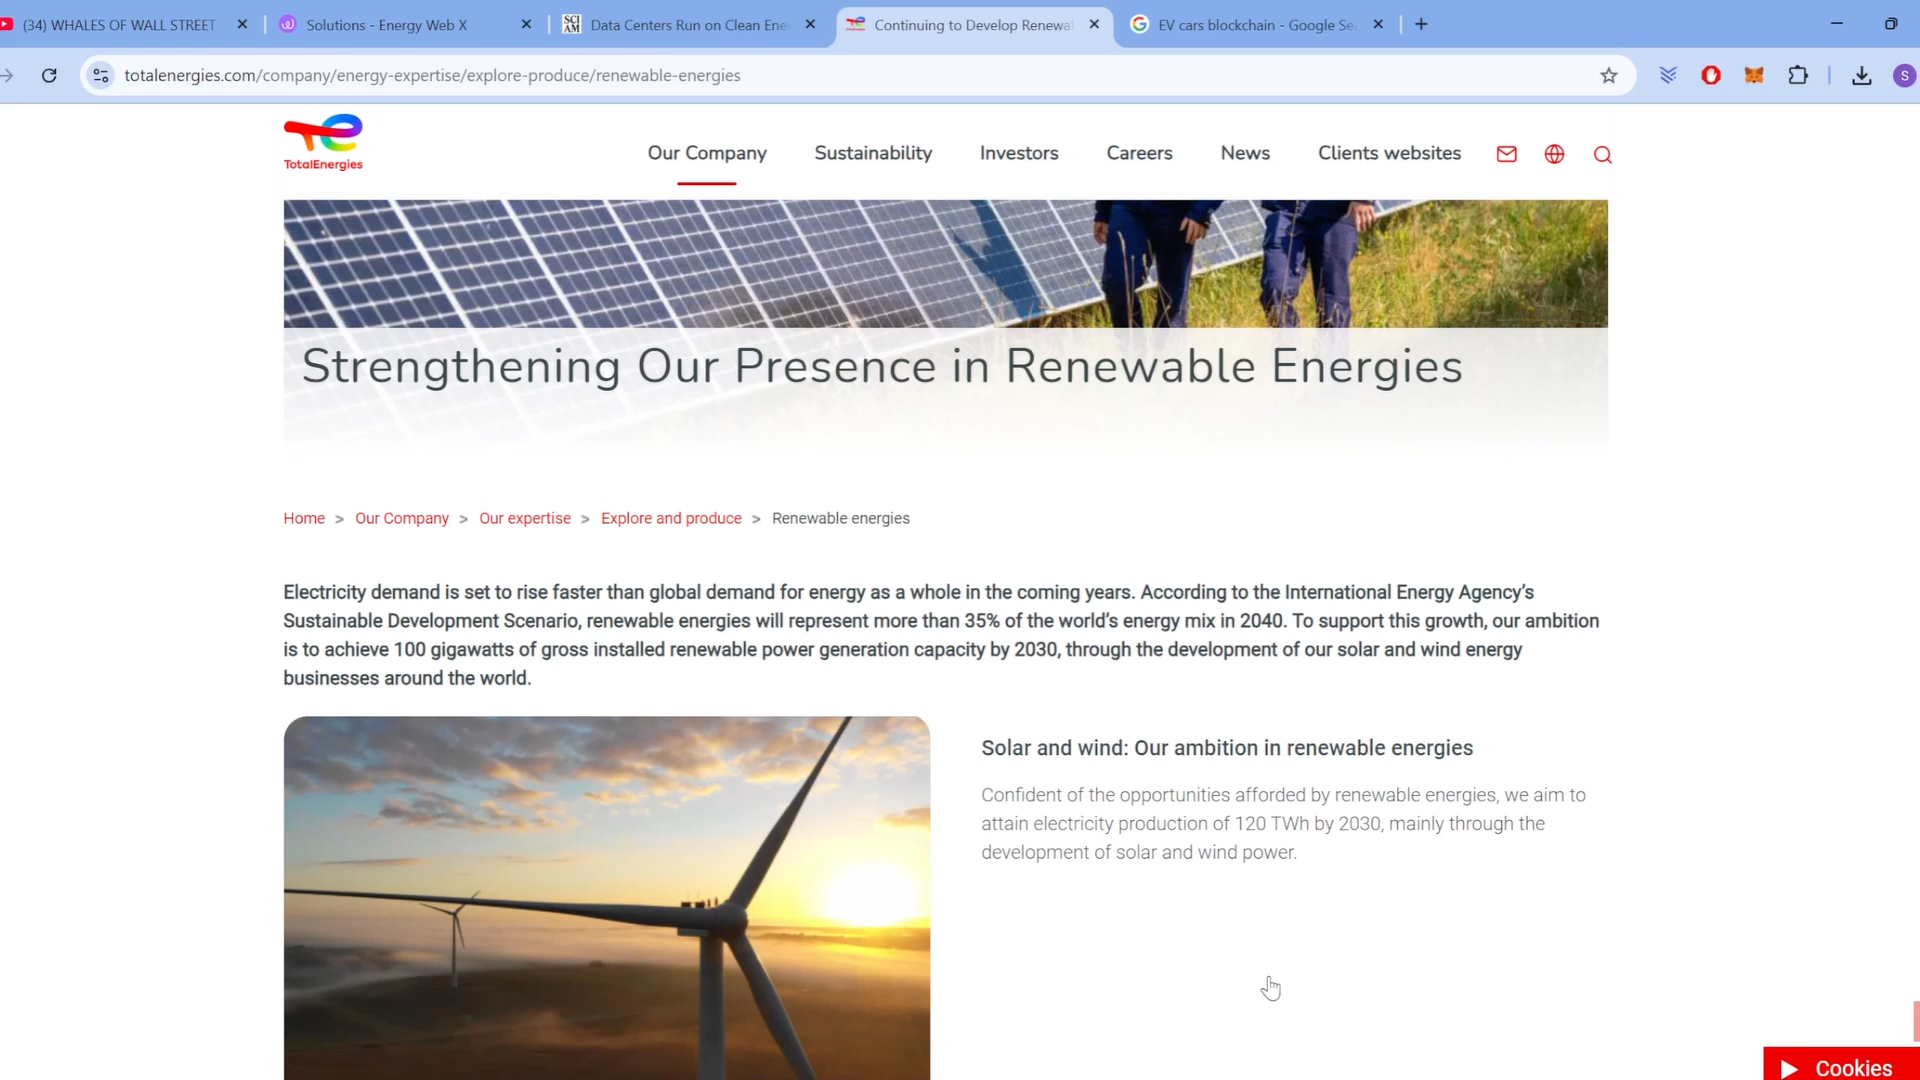 (34) WHALES OF WALL STREET
Solutions - Energy Web X
SCI AM
Data Centers Run on Clean Ene
Continuing to Develop Renewa
EV cars blockchain - Google Se
totalenergies.com/company/energy-expertise/explore-produce/renewable-energies
S
TotalEnergies
Our Company
Sustainability
Investors
Careers
News
Clients websites
Strengthening Our Presence in Renewable Energies
Home > Our Company > Our expertise > Explore and produce > Renewable energies
Electricity demand is set to rise faster than global demand for energy as a whole in the coming years. According to the International Energy Agency’s
Sustainable Development Scenario, renewable energies will represent more than 35% of the world’s energy mix in 2040. To support this growth, our ambition
is to achieve 100 gigawatts of gross installed renewable power generation capacity by 2030, through the development of our solar and wind energy
businesses around the world.
Solar and wind: Our ambition in renewable energies
Confident of the opportunities afforded by renewable energies, we aim to
attain electricity production of 120 TWh by 2030, mainly through the
development of solar and wind power.
Cookies